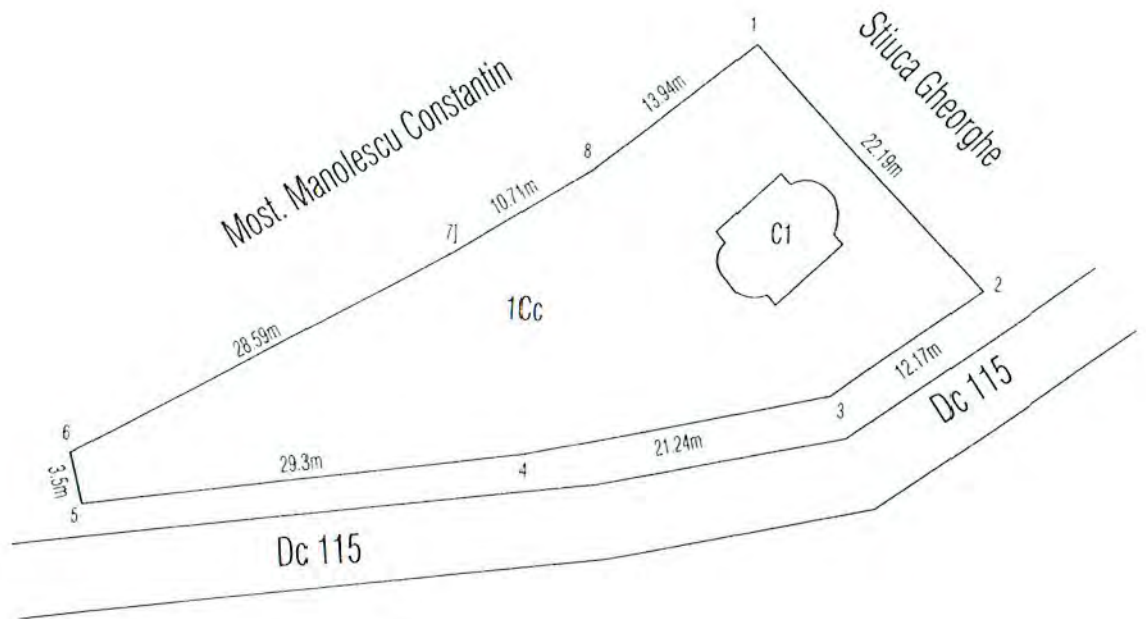 1
Stiuca Gheorghe
Most. Manolescu Constantin
13.94m
8
22.19m
10.71m
7]
C1
2
1Cc
28.59m
12.17m
Dc 115
3
6
21.24m
29.3m
4
3.5m
5
Dc 115